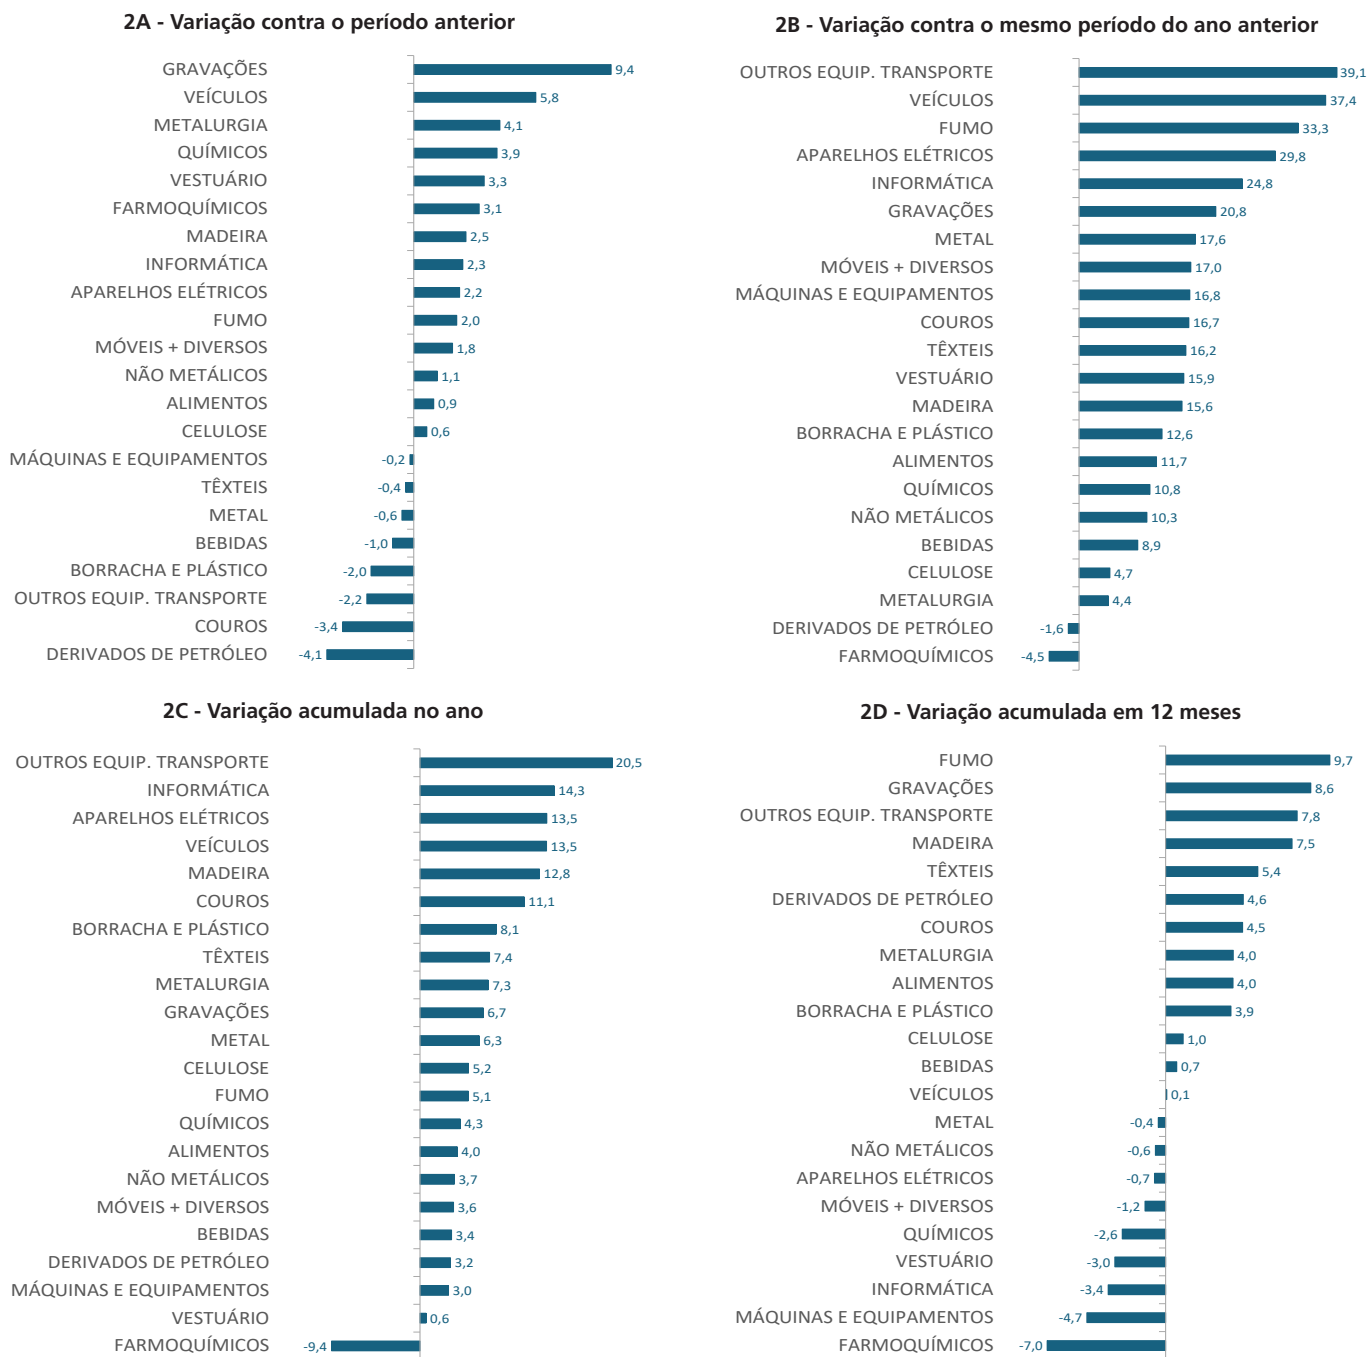 2A - Variação contra o período anterior
GRAVAÇÕES 9,4
VEÍCULOS 5,8
METALURGIA 4,1
QUÍMICOS 3,9
VESTUÁRIO 3,3
FARMOQUÍMICOS 3,1
MADEIRA 2,5
INFORMÁTICA 2,3
APARELHOS ELÉTRICOS 2,2
FUMO 2,0
MÓVEIS + DIVERSOS 1,8
NÃO METÁLICOS 1,1
ALIMENTOS 0,9
CELULOSE 0,6
MÁQUINAS E EQUIPAMENTOS -0,2
TÊXTEIS -0,4
METAL -0,6
BEBIDAS -1,0
BORRACHA E PLÁSTICO -2,0
OUTROS EQUIP. TRANSPORTE -2,2
COUROS -3,4
DERIVADOS DE PETRÓLEO -4,1
2B - Variação contra o mesmo período do ano anterior
OUTROS EQUIP. TRANSPORTE 39,1
VEÍCULOS 37,4
FUMO 33,3
APARELHOS ELÉTRICOS 29,8
INFORMÁTICA 24,8
GRAVAÇÕES 20,8
METAL 17,6
MÓVEIS + DIVERSOS 17,0
MÁQUINAS E EQUIPAMENTOS 16,8
COUROS 16,7
TÊXTEIS 16,2
VESTUÁRIO 15,9
MADEIRA 15,6
BORRACHA E PLÁSTICO 12,6
ALIMENTOS 11,7
QUÍMICOS 10,8
NÃO METÁLICOS 10,3
BEBIDAS 8,9
CELULOSE 4,7
METALURGIA 4,4
DERIVADOS DE PETRÓLEO -1,6
FARMOQUÍMICOS -4,5
2C - Variação acumulada no ano
OUTROS EQUIP. TRANSPORTE 20,5
INFORMÁTICA 14,3
APARELHOS ELÉTRICOS 13,5
VEÍCULOS 13,5
MADEIRA 12,8
COUROS 11,1
BORRACHA E PLÁSTICO 8,1
TÊXTEIS 7,4
METALURGIA 7,3
GRAVAÇÕES 6,7
METAL 6,3
CELULOSE 5,2
FUMO 5,1
QUÍMICOS 4,3
ALIMENTOS 4,0
NÃO METÁLICOS 3,7
MÓVEIS + DIVERSOS 3,6
BEBIDAS 3,4
DERIVADOS DE PETRÓLEO 3,2
MÁQUINAS E EQUIPAMENTOS 3,0
VESTUÁRIO 0,6
FARMOQUÍMICOS -9,4
2D - Variação acumulada em 12 meses
FUMO 9,7
GRAVAÇÕES 8,6
OUTROS EQUIP. TRANSPORTE 7,8
MADEIRA 7,5
TÊXTEIS 5,4
DERIVADOS DE PETRÓLEO 4,6
COUROS 4,5
METALURGIA 4,0
ALIMENTOS 4,0
BORRACHA E PLÁSTICO 3,9
CELULOSE 1,0
BEBIDAS 0,7
VEÍCULOS 0,1
METAL -0,4
NÃO METÁLICOS -0,6
APARELHOS ELÉTRICOS -0,7
MÓVEIS + DIVERSOS -1,2
QUÍMICOS -2,6
VESTUÁRIO -3,0
INFORMÁTICA -3,4
MÁQUINAS E EQUIPAMENTOS -4,7
FARMOQUÍMICOS -7,0